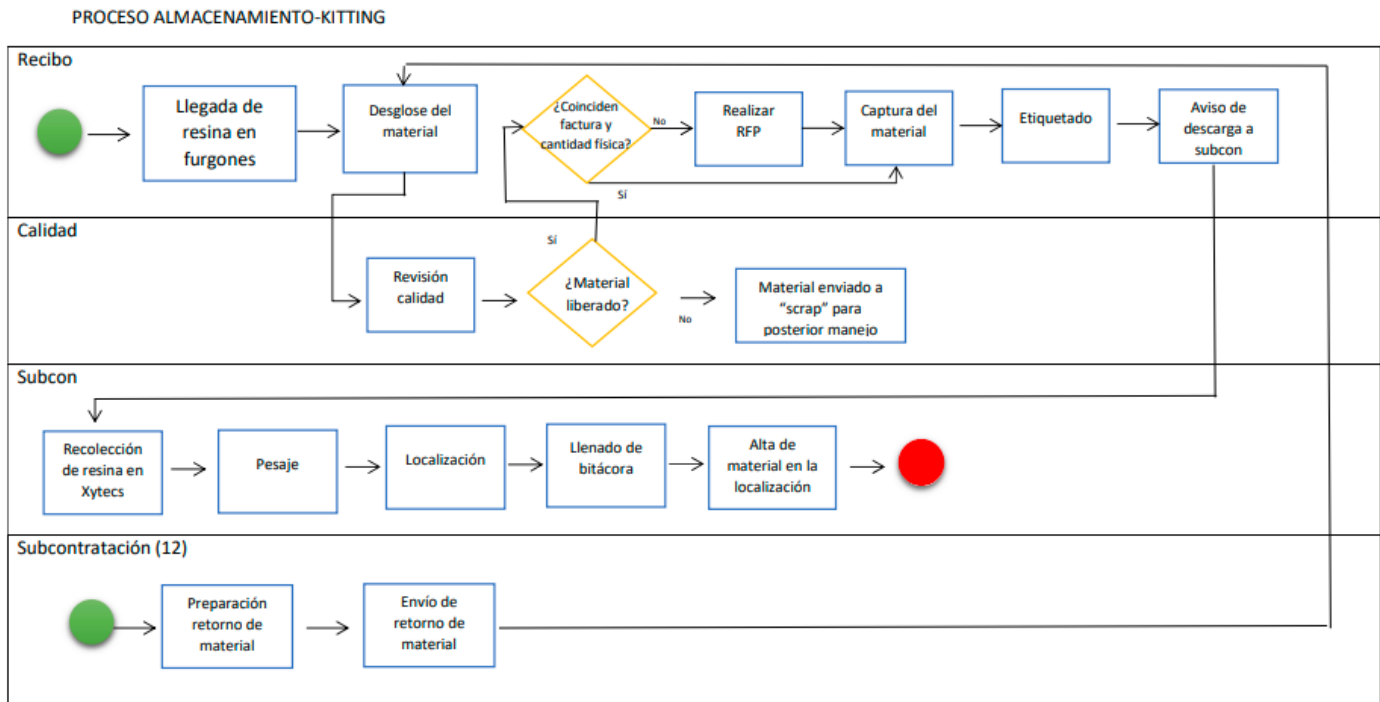 PROCESO ALMACENAMIENTO-KITTING
Recibo
Llegada de
resina en
furgones
Desglose del
material
¿Coinciden
factura y
cantidad física?
No
Sí
Realizar
RFP
Captura del
material
Etiquetado
Aviso de
descarga a
subcon
Calidad
Revisión
calidad
¿Material
liberado?
Sí
No
Material enviado a
“scrap” para
posterior manejo
Subcon
Recolección
de resina en
Xytecs
Pesaje
Localización
Llenado de
bitácora
Alta de
material en la
localización
Subcontratación (12)
Preparación
retorno de
material
Envío de
retorno de
material